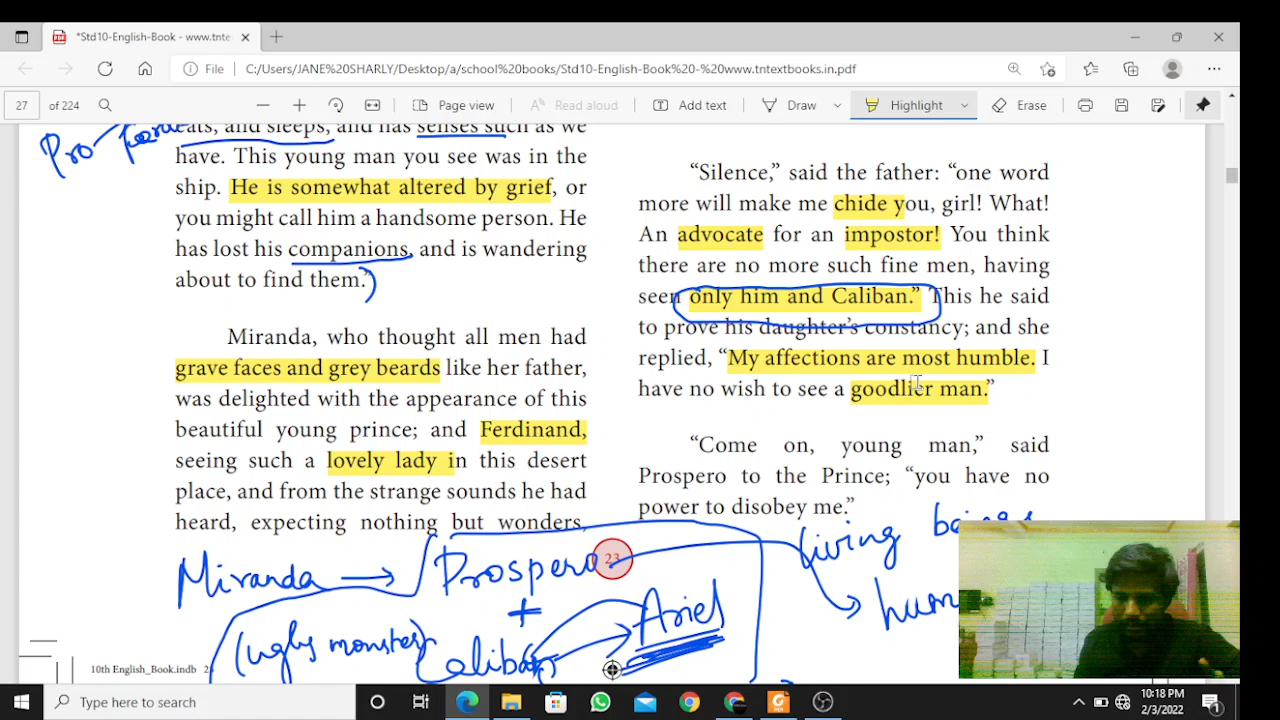 *Std10-English-Book - www.tnte
File
C:/Users/JANE%20SHARLY/Desktop/a/school%20books/Std10-English-Book%20-%20www.tntextbooks.in.pdf
27
of 224
Page view
Read aloud
Add text
Draw
Highlight
Erase
eats, and sleeps, and has senses such as we
have. This young man you see was in the
ship. He is somewhat altered by grief, or
you might call him a handsome person. He
has lost his companions, and is wandering
about to find them.”)
Miranda, who thought all men had
grave faces and grey beards like her father,
was delighted with the appearance of this
beautiful young prince; and Ferdinand,
seeing such a lovely lady in this desert
place, and from the strange sounds he had
heard, expecting nothing but wonders,
“Silence,” said the father: “one word
more will make me chide you, girl! What!
An advocate for an impostor! You think
there are no more such fine men, having
seen only him and Caliban.” This he said
to prove his daughter’s constancy; and she
replied, “My affections are most humble. I
have no wish to see a goodlier man.”
“Come on, young man,” said
Prospero to the Prince; “you have no
power to disobey me.”
Pro
living beings
Miranda → Prospero
23
+
Ariel
hum
(ugly monster)
Caliban
10th English_Book.indb
Type here to search
10:18 PM
2/3/2022